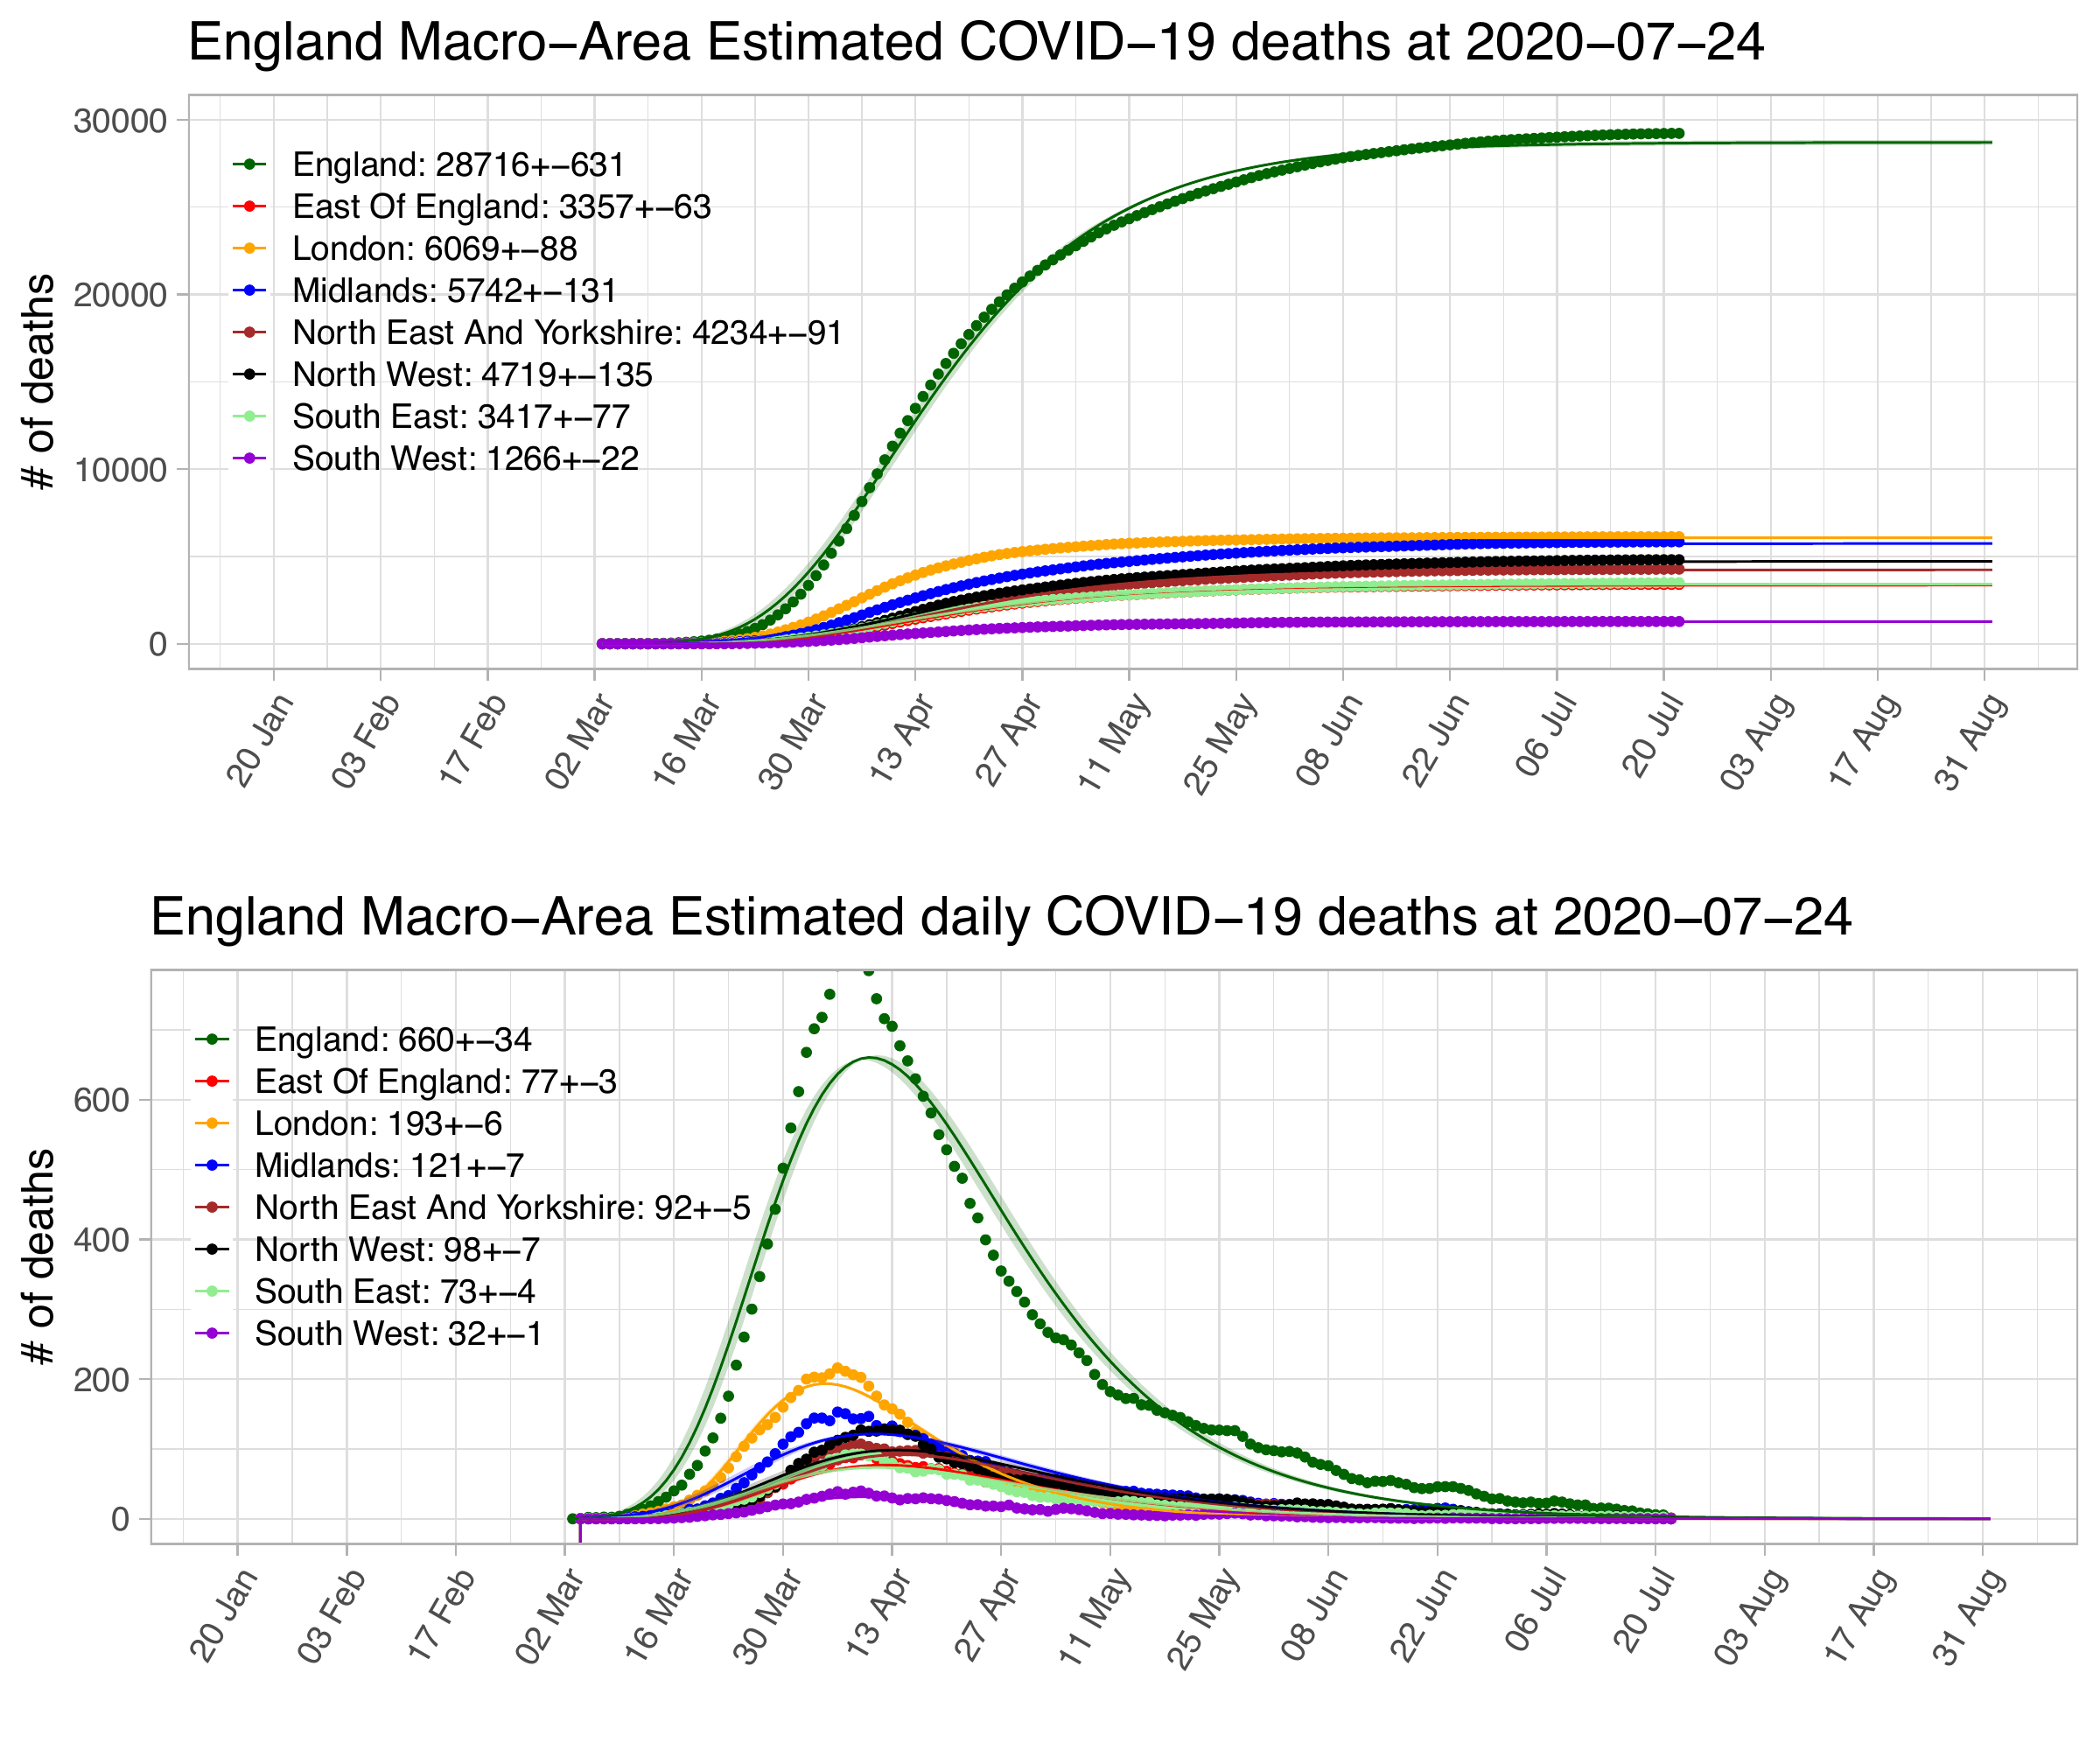 England Macro−Area Estimated COVID−19 deaths at 2020−07−24
# of deaths
30000
20000
10000
0
England: 28716+−631
East Of England: 3357+−63
London: 6069+−88
Midlands: 5742+−131
North East And Yorkshire: 4234+−91
North West: 4719+−135
South East: 3417+−77
South West: 1266+−22
20 Jan
03 Feb
17 Feb
02 Mar
16 Mar
30 Mar
13 Apr
27 Apr
11 May
25 May
08 Jun
22 Jun
06 Jul
20 Jul
03 Aug
17 Aug
31 Aug
England Macro−Area Estimated daily COVID−19 deaths at 2020−07−24
# of deaths
600
400
200
0
England: 660+−34
East Of England: 77+−3
London: 193+−6
Midlands: 121+−7
North East And Yorkshire: 92+−5
North West: 98+−7
South East: 73+−4
South West: 32+−1
20 Jan
03 Feb
17 Feb
02 Mar
16 Mar
30 Mar
13 Apr
27 Apr
11 May
25 May
08 Jun
22 Jun
06 Jul
20 Jul
03 Aug
17 Aug
31 Aug